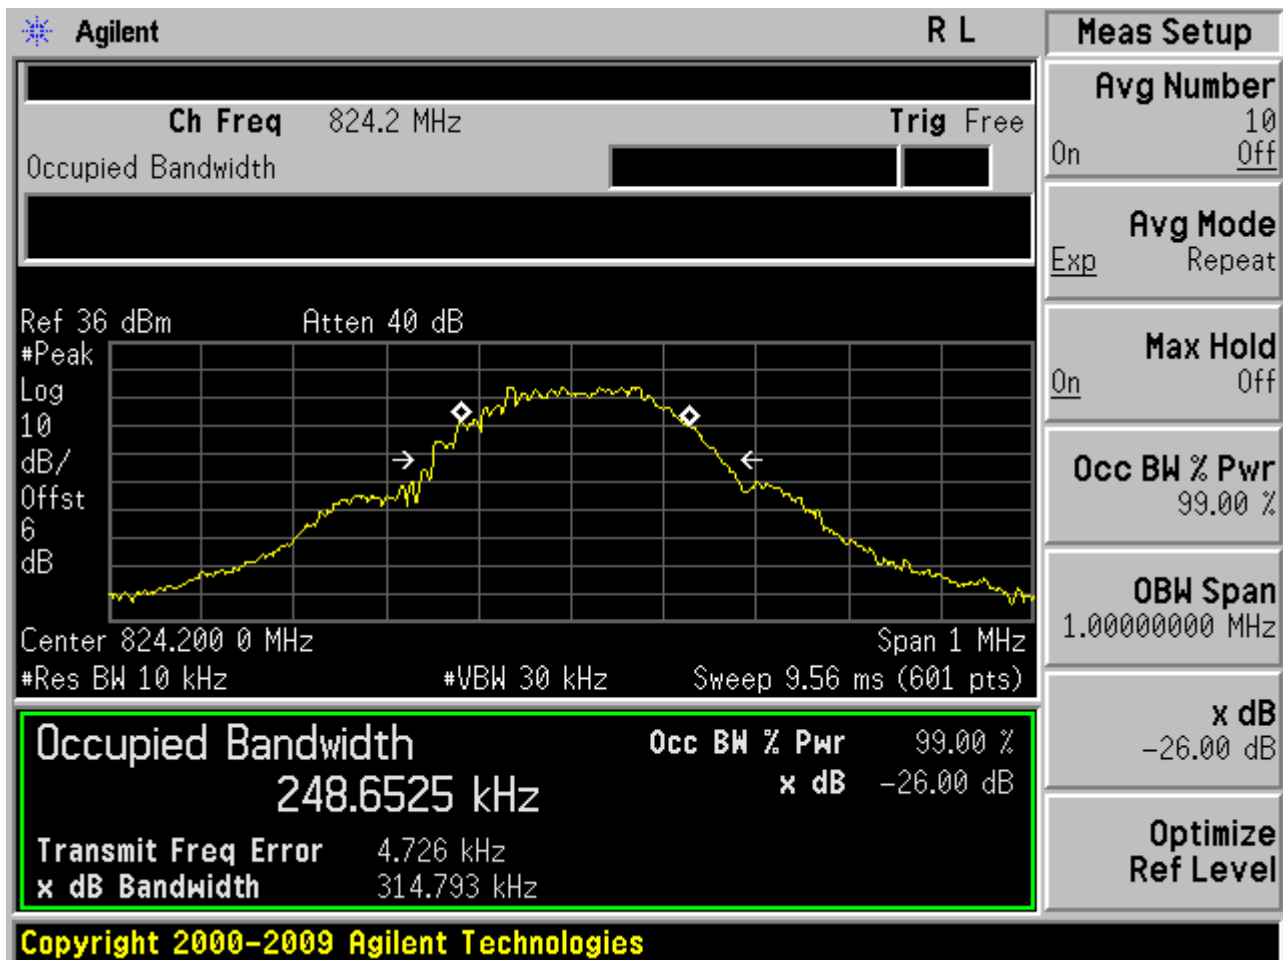 Agilent R L
Ch Freq 824.2 MHz Trig Free
Occupied Bandwidth
Ref 36 dBm Atten 40 dB
#Peak
Log
10
dB/
Offst
6
dB
Center 824.200 0 MHz Span 1 MHz
#Res BW 10 kHz #VBW 30 kHz Sweep 9.56 ms (601 pts)
Occupied Bandwidth Occ BW % Pwr 99.00 %
248.6525 kHz x dB -26.00 dB
Transmit Freq Error 4.726 kHz
x dB Bandwidth 314.793 kHz
Copyright 2000-2009 Agilent Technologies
Meas Setup
Avg Number
10
On Off
Avg Mode
Exp Repeat
Max Hold
On Off
Occ BW % Pwr
99.00 %
OBW Span
1.00000000 MHz
x dB
-26.00 dB
Optimize
Ref Level